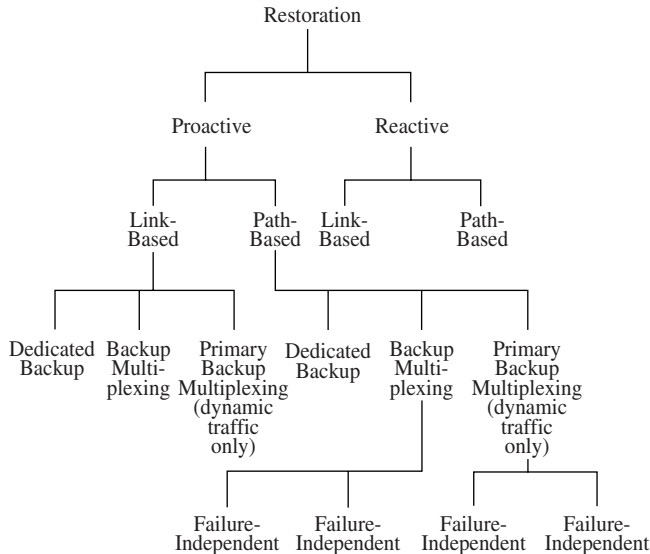 Restoration
Proactive
Reactive
Link-
Based
Path-
Based
Link-
Based
Path-
Based
Dedicated
Backup
Backup
Multi-
plexing
Primary
Backup
Multiplexing
(dynamic
traffic
only)
Dedicated
Backup
Backup
Multi-
plexing
Primary
Backup
Multiplexing
(dynamic
traffic
only)
Failure-
Independent
Failure-
Independent
Failure-
Independent
Failure-
Independent